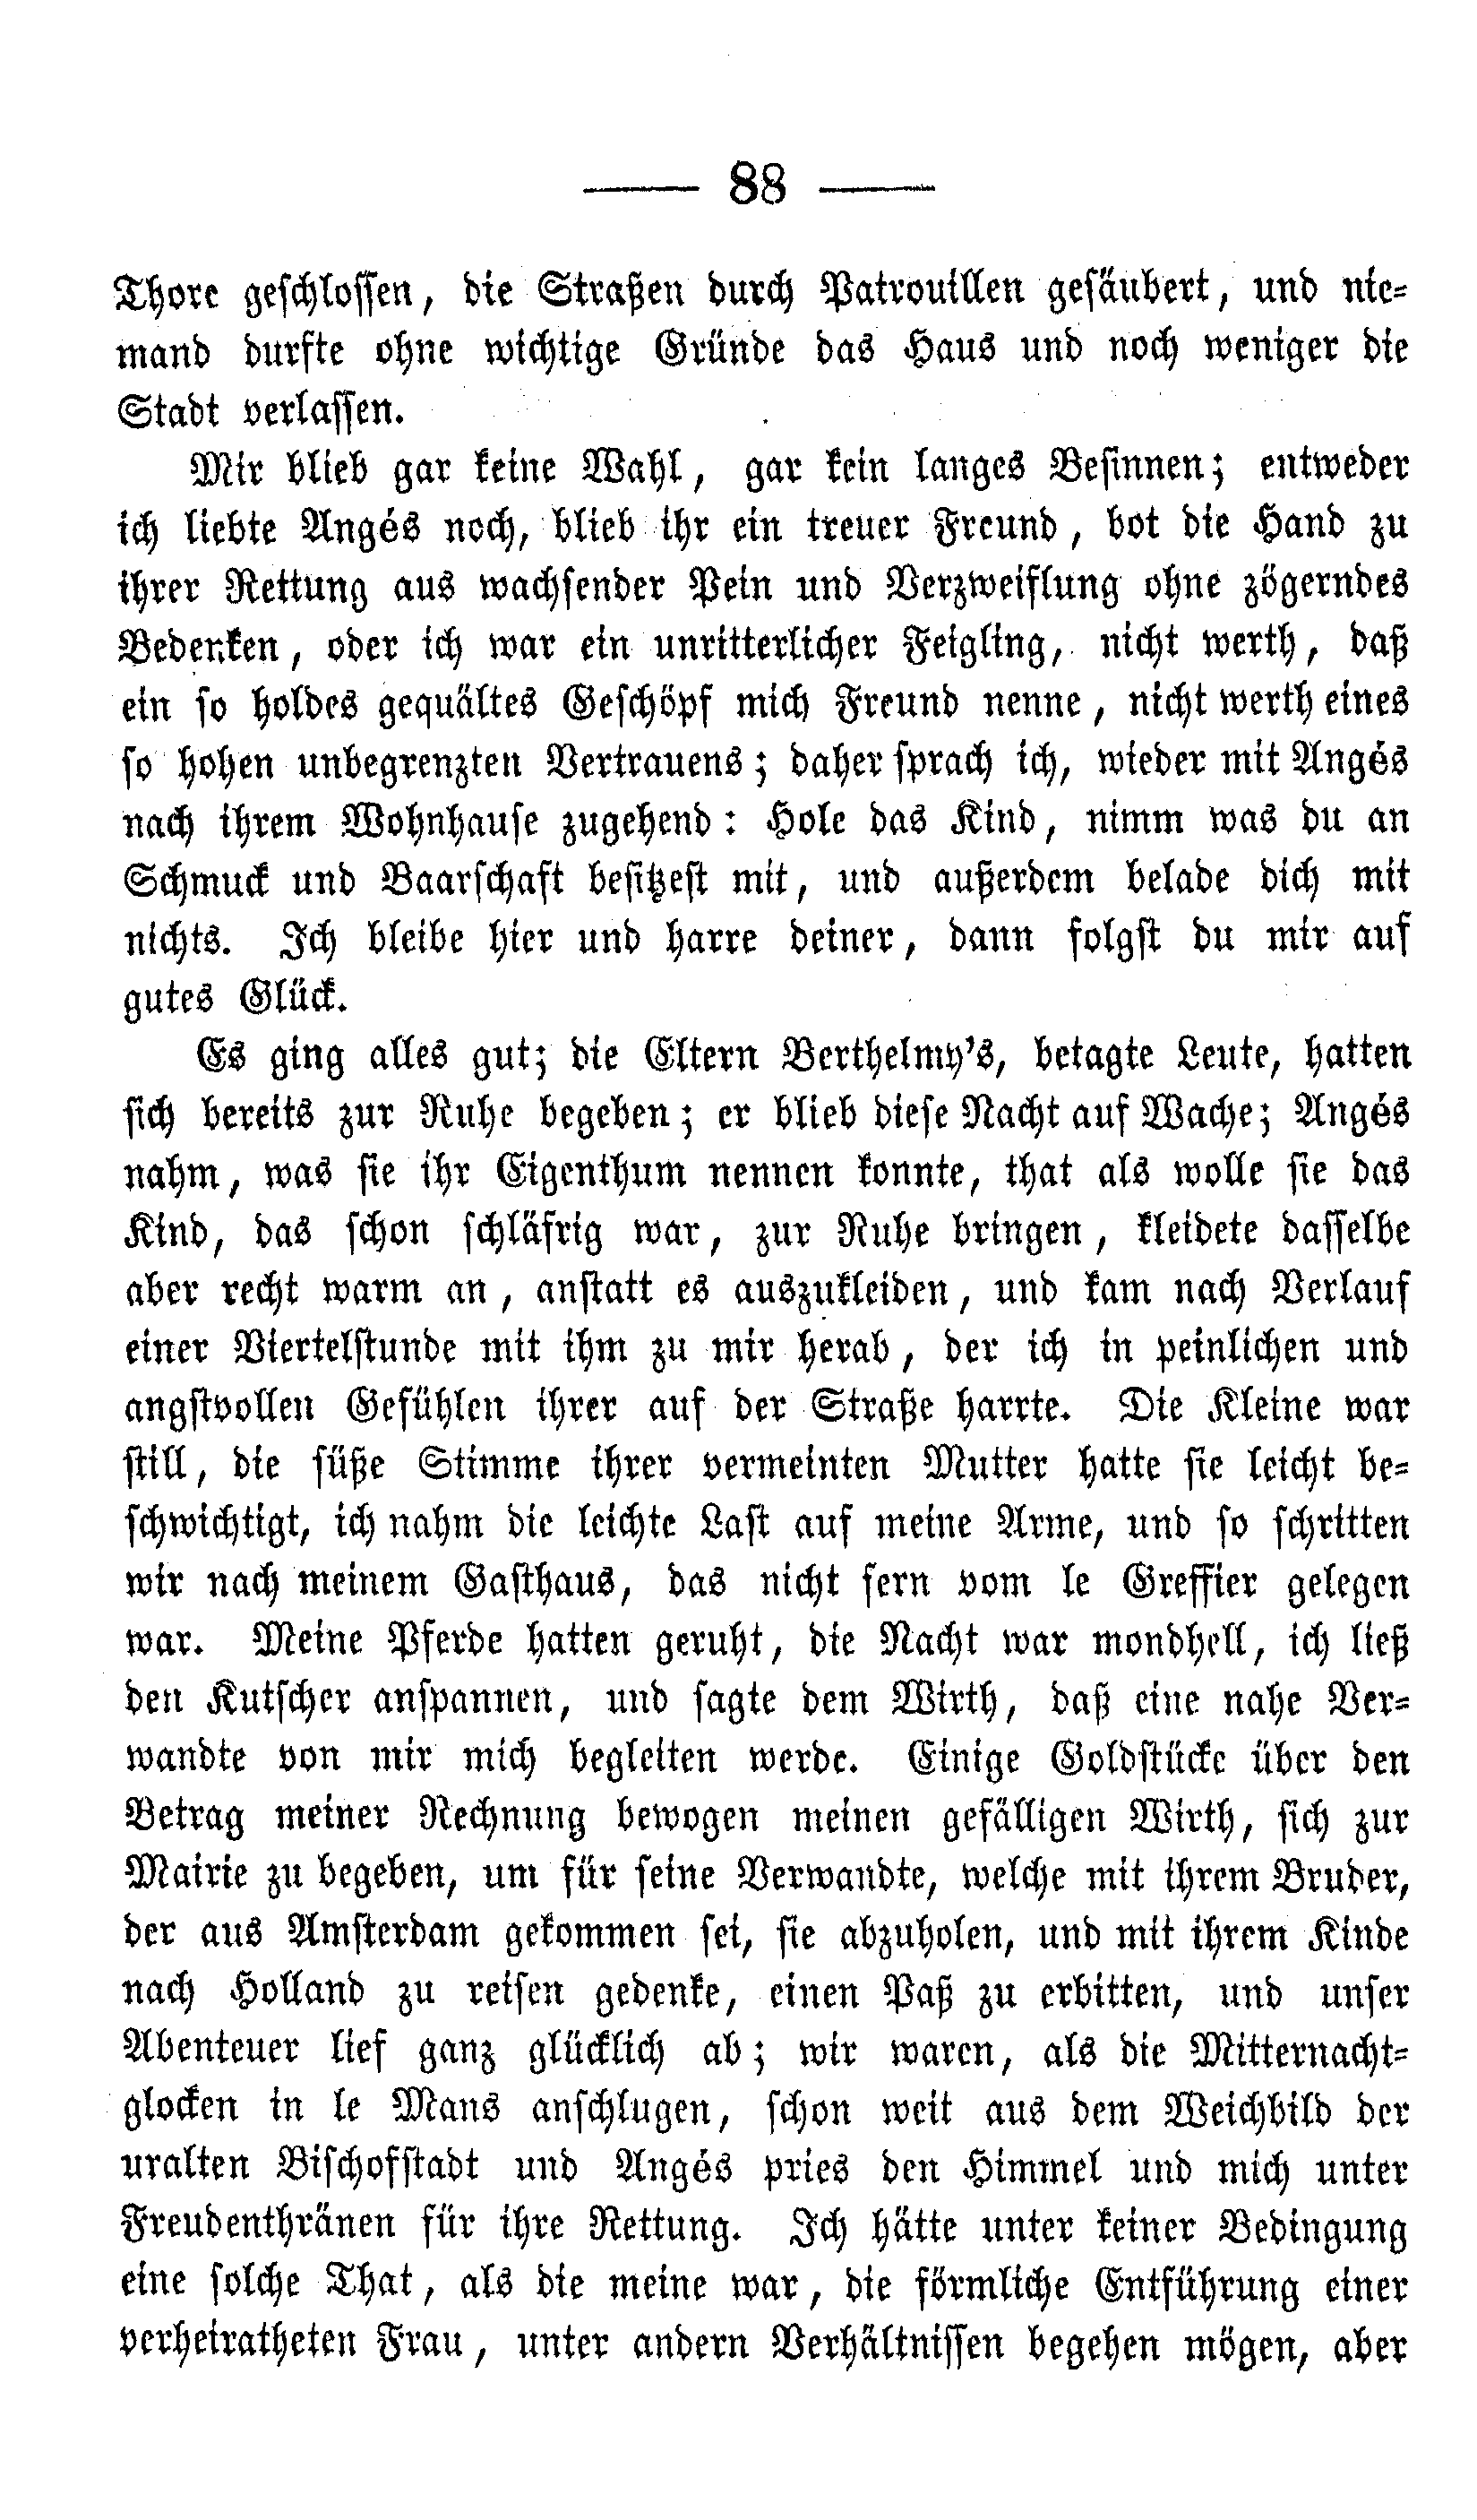 — 88 —
Thore geschlossen, die Straßen durch Patrouillen gesäubert, und nie=
mand durfte ohne wichtige Gründe das Haus und noch weniger die
Stadt verlassen.
Mir blieb gar keine Wahl, gar kein langes Besinnen; entweder
ich liebte Angés noch, blieb ihr ein treuer Freund, bot die Hand zu
ihrer Rettung aus wachsender Pein und Verzweiflung ohne zögerndes
Bedenken, oder ich war ein unritterlicher Feigling, nicht werth, daß
ein so holdes gequältes Geschöpf mich Freund nenne, nicht werth eines
so hohen unbegrenzten Vertrauens; daher sprach ich, wieder mit Angés
nach ihrem Wohnhause zugehend: Hole das Kind, nimm was du an
Schmuck und Baarschaft besitzest mit, und außerdem belade dich mit
nichts. Ich bleibe hier und harre deiner, dann folgst du mir auf
gutes Glück.
Es ging alles gut; die Eltern Berthelmy's, betagte Leute, hatten
sich bereits zur Ruhe begeben; er blieb diese Nacht auf Wache; Angés
nahm, was sie ihr Eigenthum nennen konnte, that als wolle sie das
Kind, das schon schläfrig war, zur Ruhe bringen, kleidete dasselbe
aber recht warm an, anstatt es auszukleiden, und kam nach Verlauf
einer Viertelstunde mit ihm zu mir herab, der ich in peinlichen und
angstvollen Gefühlen ihrer auf der Straße harrte. Die Kleine war
still, die süße Stimme ihrer vermeinten Mutter hatte sie leicht be=
schwichtigt, ich nahm die leichte Last auf meine Arme, und so schritten
wir nach meinem Gasthaus, das nicht fern vom le Greffier gelegen
war. Meine Pferde hatten geruht, die Nacht war mondhell, ich ließ
den Kutscher anspannen, und sagte dem Wirth, daß eine nahe Ver=
wandte von mir mich begleiten werde. Einige Goldstücke über den
Betrag meiner Rechnung bewogen meinen gefälligen Wirth, sich zur
Mairie zu begeben, um für seine Verwandte, welche mit ihrem Bruder,
der aus Amsterdam gekommen sei, sie abzuholen, und mit ihrem Kinde
nach Holland zu reisen gedenke, einen Paß zu erbitten, und unser
Abenteuer lief ganz glücklich ab; wir waren, als die Mitternacht=
glocken in le Mans anschlugen, schon weit aus dem Weichbild der
uralten Bischofstadt und Angés pries den Himmel und mich unter
Freudenthränen für ihre Rettung. Ich hätte unter keiner Bedingung
eine solche That, als die meine war, die förmliche Entführung einer
verheiratheten Frau, unter andern Verhältnissen begehen mögen, aber